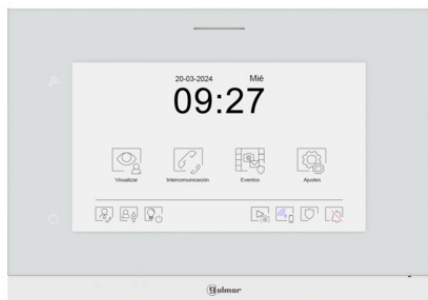 20-03-2024 Mié
09:27
Visualizar Intercomunicación Eventos Ajustes
Golmar